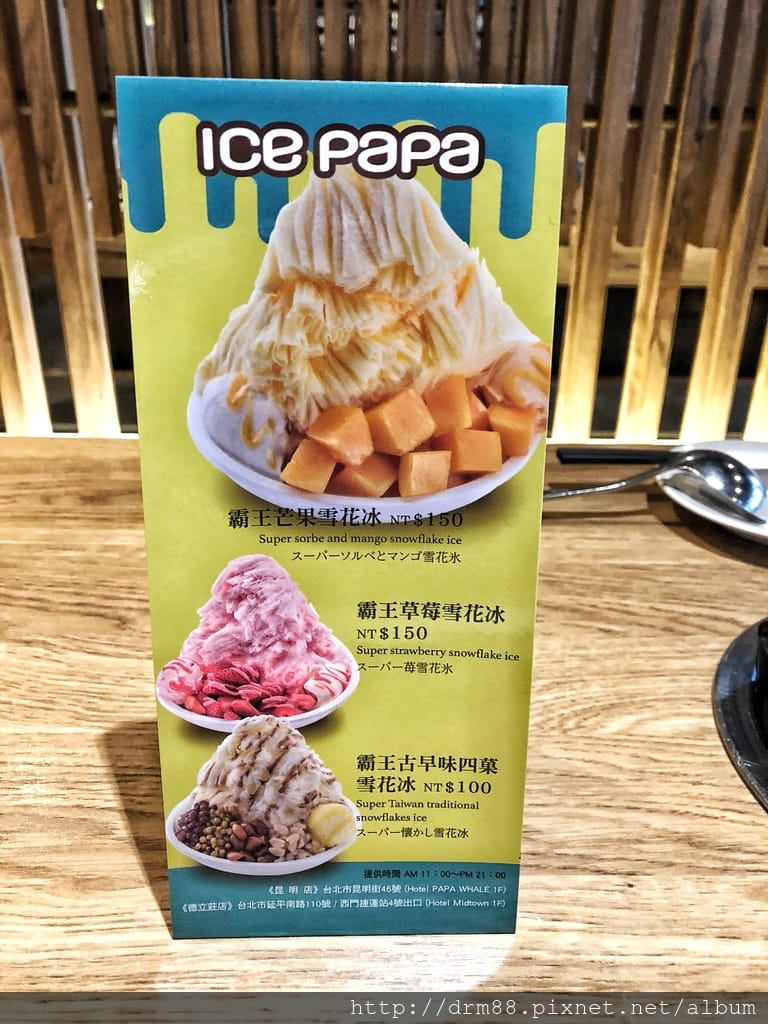 ICE PAPA
霸王芒果雪花冰 NT$150
Super sorbe and mango snowflake ice
スーパーソルベとマンゴ雪花氷
霸王草莓雪花冰
NT$150
Super strawberry snowflake ice
スーパー苺雪花氷
霸王古早味四菓
雪花冰 NT$100
Super Taiwan traditional
snowflakes ice
スーパー懐かし雪花氷
提供時間 AM 11：00～PM 21：00
《昆 明 店》台北市昆明街46號 (Hotel PAPA WHALE 1F)
《德立莊店》台北市延平南路110號 / 西門捷運站4號出口 (Hotel Midtown 1F)
http://drm88.pixnet.net/album